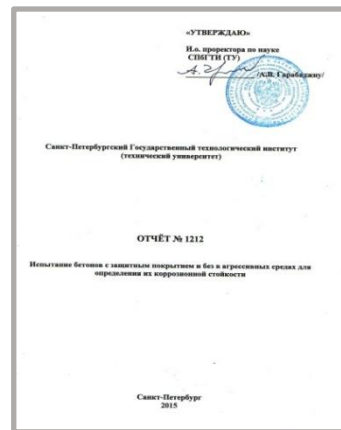 «УТВЕРЖДАЮ»
И.о. проректора по науке
СПбГТИ (ТУ)
/А.В. Гарабаджиу/
Санкт-Петербургский Государственный технологический институт
(технический университет)
ОТЧЁТ № 1212
Испытание бетонов с защитным покрытием и без в агрессивных средах для
определения их коррозионной стойкости
Санкт-Петербург
2015